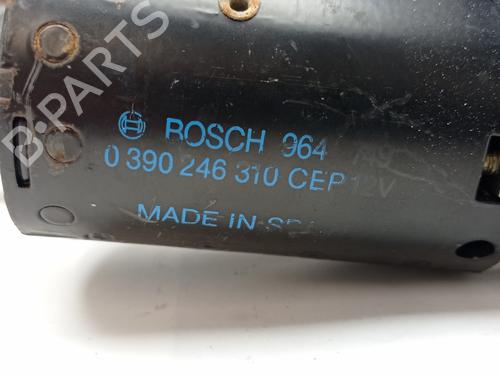 BOSCH 964
0 390 246 310 CEP 12V
MADE IN
B-PARTS